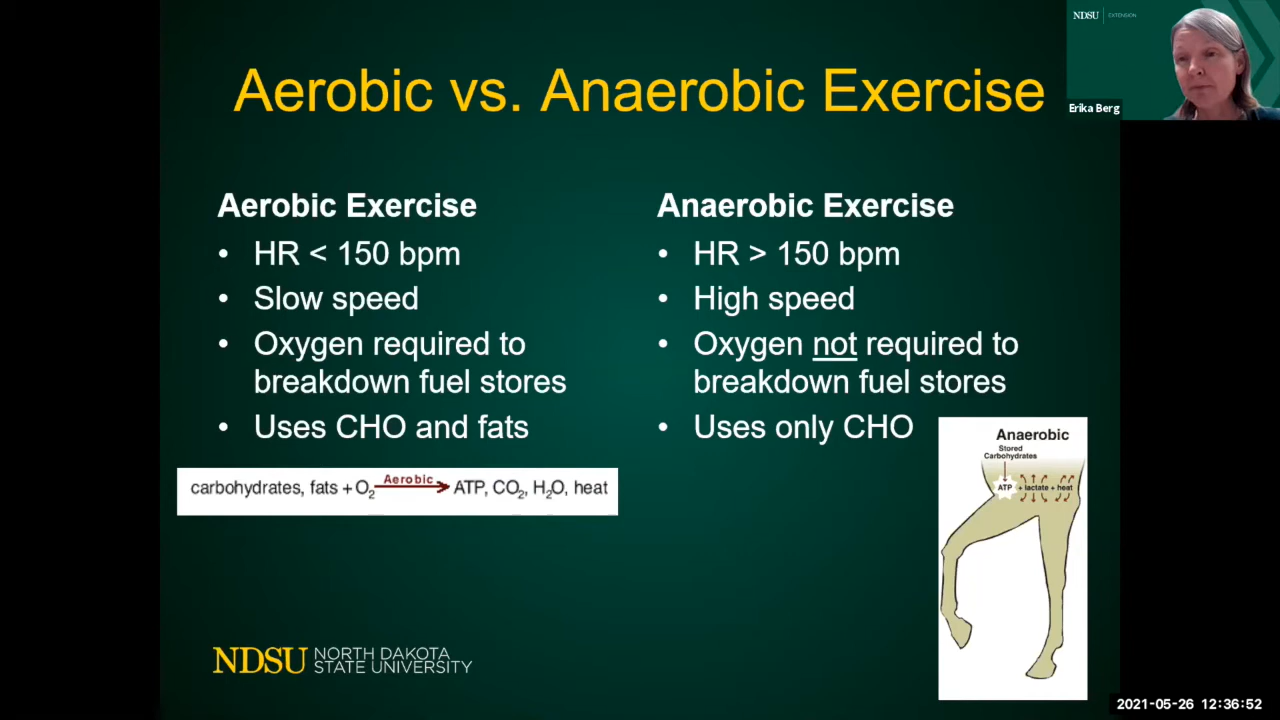 NDSU EXTENSION
Erika Berg
Aerobic vs. Anaerobic Exercise
Aerobic Exercise
• HR < 150 bpm
• Slow speed
• Oxygen required to
breakdown fuel stores
• Uses CHO and fats
carbohydrates, fats + O₂ Aerobic ATP, CO₂, H₂O, heat
Anaerobic Exercise
• HR > 150 bpm
• High speed
• Oxygen not required to
breakdown fuel stores
• Uses only CHO
Anaerobic
Stored
Carbohydrates
ATP + lactate + heat
NDSU NORTH DAKOTA
STATE UNIVERSITY
2021-05-26 12:36:52